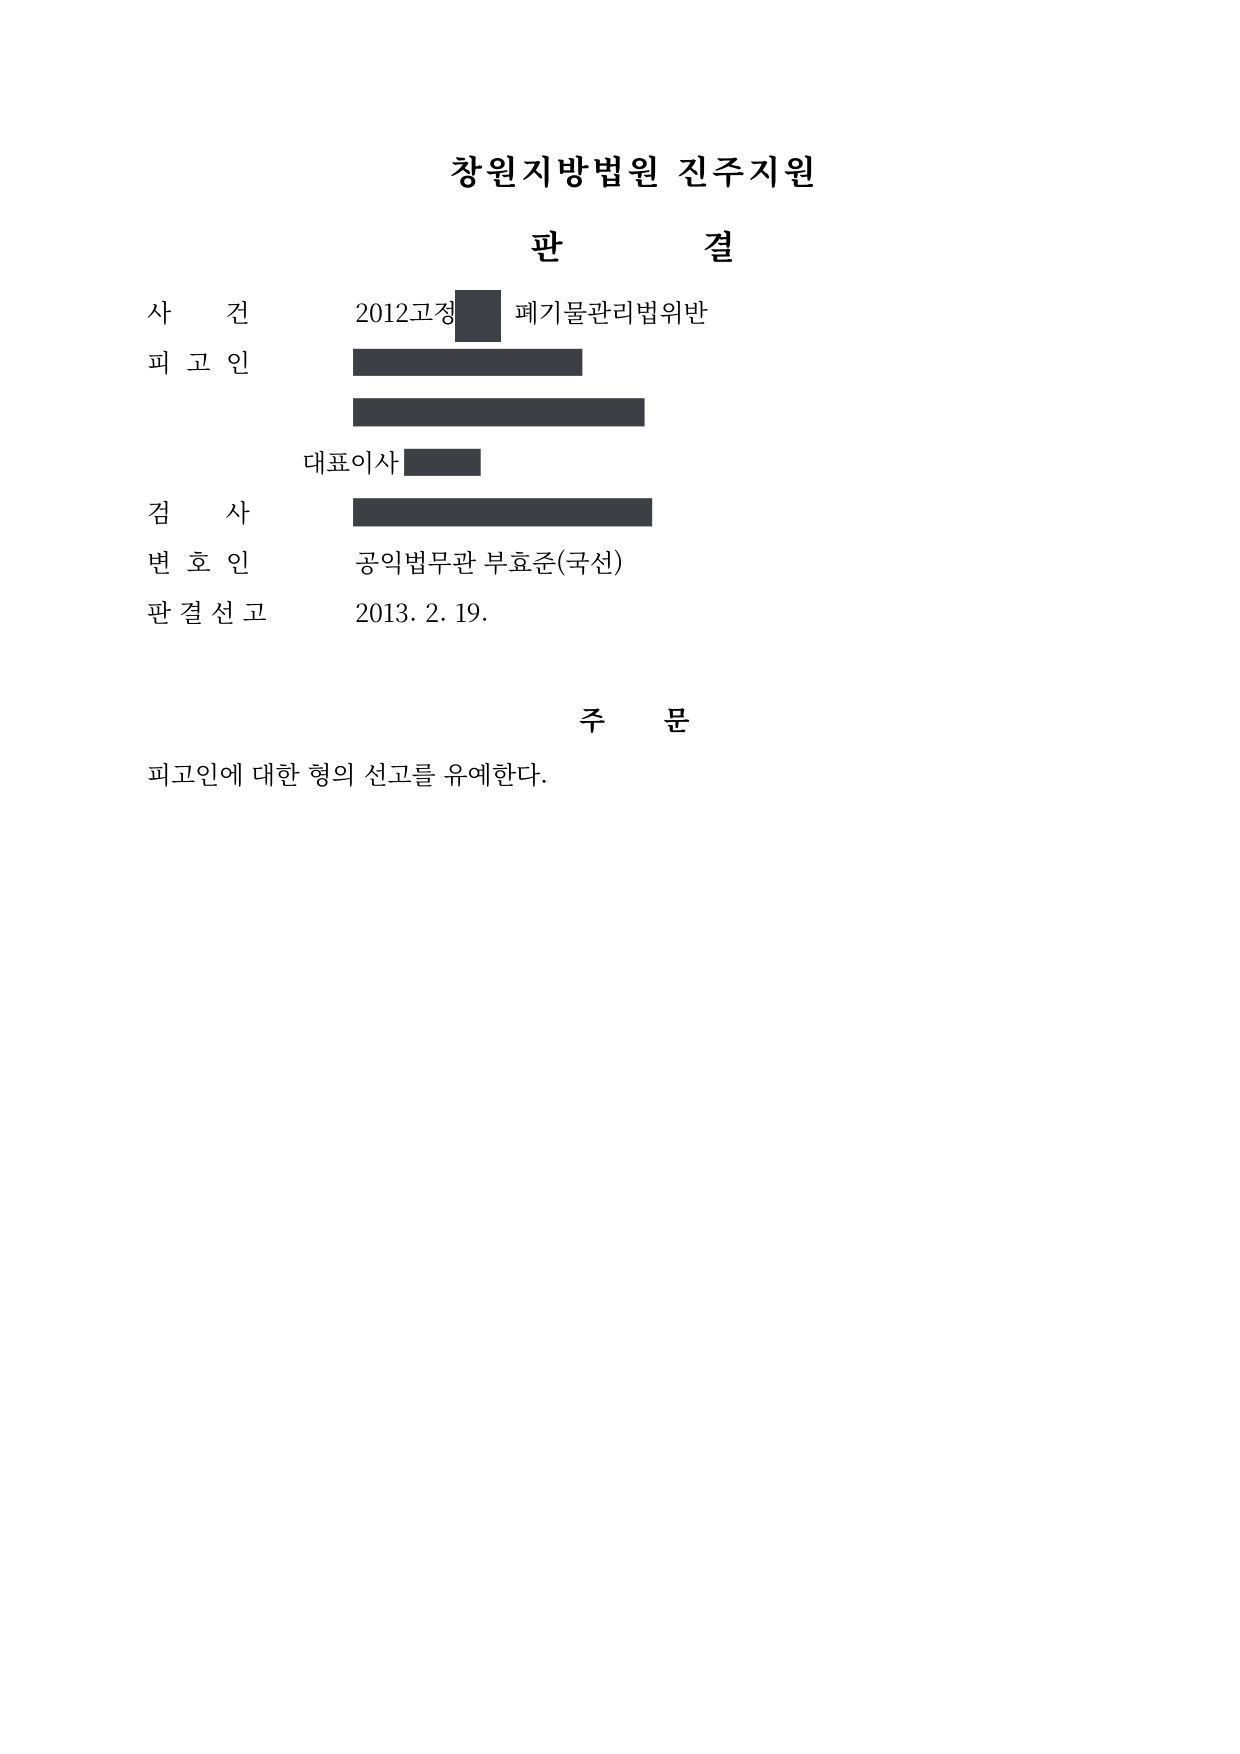 창원지방법원 진주지원
판 결
사 건 2012고정 폐기물관리법위반
피 고 인
대표이사
검 사
변 호 인 공익법무관 부효준(국선)
판 결 선 고 2013. 2. 19.
주 문
피고인에 대한 형의 선고를 유예한다.